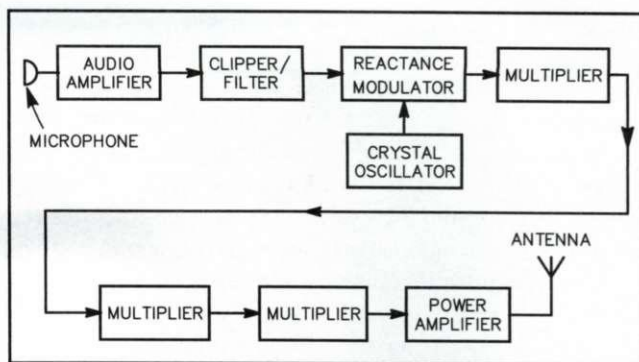 AUDIO
AMPLIFIER
CLIPPER/
FILTER
REACTANCE
MODULATOR
MULTIPLIER
MICROPHONE
CRYSTAL
OSCILLATOR
ANTENNA
MULTIPLIER
MULTIPLIER
POWER
AMPLIFIER